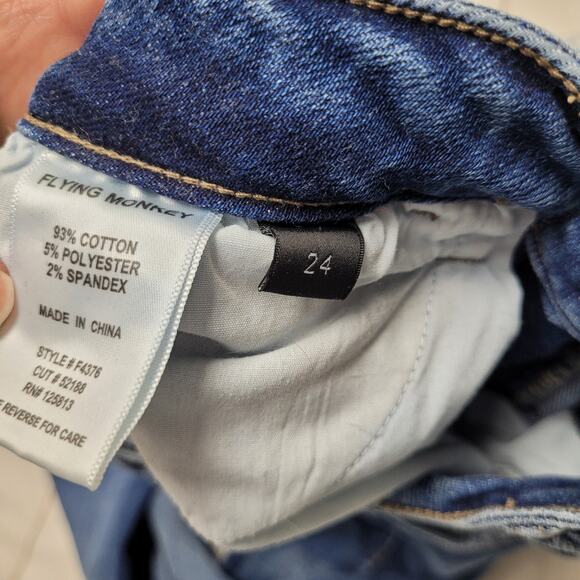 FLYING MONKEY
93% COTTON
5% POLYESTER
2% SPANDEX
MADE IN CHINA
STYLE # F4376
CUT # 52188
RN# 125613
REVERSE FOR CARE
24